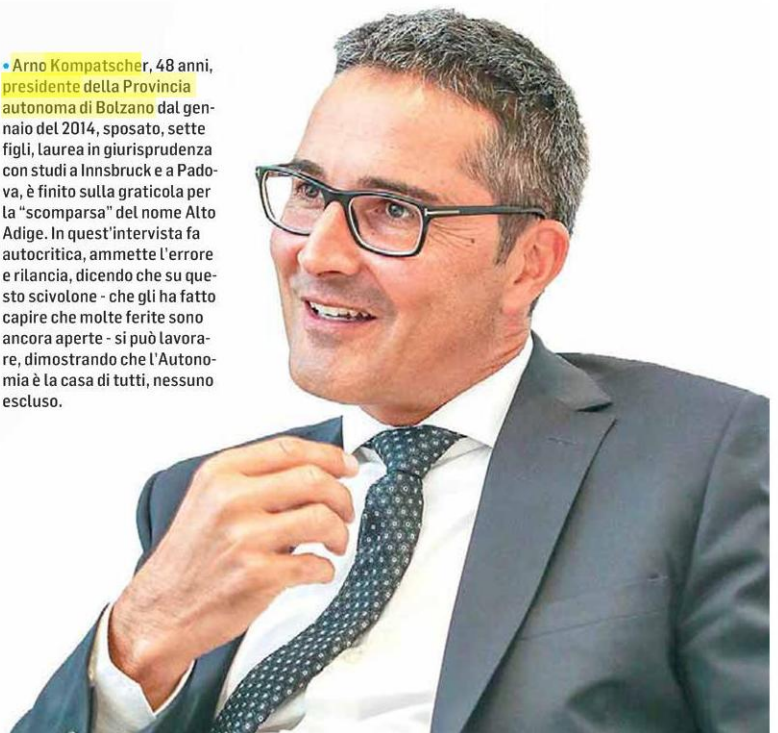 • Arno Kompatscher, 48 anni,
presidente della Provincia
autonoma di Bolzano dal gen-
naio del 2014, sposato, sette
figli, laurea in giurisprudenza
con studi a Innsbruck e a Pado-
va, è finito sulla graticola per
la “scomparsa” del nome Alto
Adige. In quest’intervista fa
autocritica, ammette l’errore
e rilancia, dicendo che su que-
sto scivolone - che gli ha fatto
capire che molte ferite sono
ancora aperte - si può lavora-
re, dimostrando che l’Autono-
mia è la casa di tutti, nessuno
escluso.